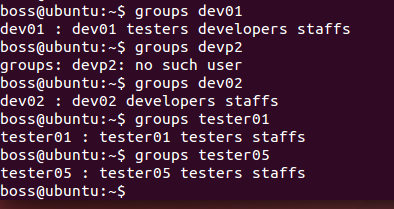 boss@ubuntu:~$ groups dev01
dev01 : dev01 testers developers staffs
boss@ubuntu:~$ groups devp2
groups: devp2: no such user
boss@ubuntu:~$ groups dev02
dev02 : dev02 developers staffs
boss@ubuntu:~$ groups tester01
tester01 : tester01 testers staffs
boss@ubuntu:~$ groups tester05
tester05 : tester05 testers staffs
boss@ubuntu:~$